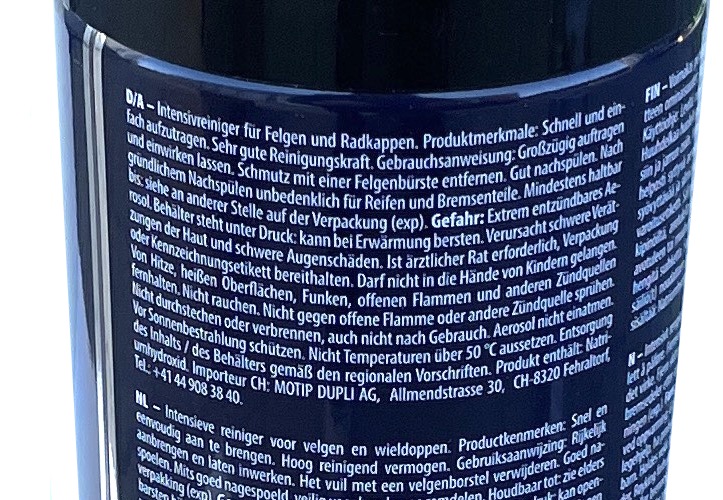 D/A – Intensivreiniger für Felgen und Radkappen. Produktmerkmale: Schnell und ein-
fach aufzutragen. Sehr gute Reinigungskraft. Gebrauchsanweisung: Großzügig auftragen
und einwirken lassen. Schmutz mit einer Felgenbürste entfernen. Gut nachspülen. Nach
gründlichem Nachspülen unbedenklich für Reifen und Bremsenteile. Mindestens haltbar
bis: siehe an anderer Stelle auf der Verpackung (exp). Gefahr: Extrem entzündbares Ae-
rosol. Behälter steht unter Druck: kann bei Erwärmung bersten. Verursacht schwere Verät-
zungen der Haut und schwere Augenschäden. Ist ärztlicher Rat erforderlich, Verpackung
oder Kennzeichnungsetikett bereithalten. Darf nicht in die Hände von Kindern gelangen.
Von Hitze, heißen Oberflächen, Funken, offenen Flammen und anderen Zündquellen
fernhalten. Nicht rauchen. Nicht gegen offene Flamme oder andere Zündquelle sprühen.
Nicht durchstechen oder verbrennen, auch nicht nach Gebrauch. Aerosol nicht einatmen.
Vor Sonnenbestrahlung schützen. Nicht Temperaturen über 50 °C aussetzen. Entsorgung
des Inhalts / des Behälters gemäß den regionalen Vorschriften. Produkt enthält: Natri-
umhydroxid. Importeur CH: MOTIP DUPLI AG, Allmendstrasse 30, CH-8320 Fehraltorf,
Tel.: +41 44 908 38 40.
NL – Intensieve reiniger voor velgen en wieldoppen. Productkenmerken: Snel en
eenvoudig aan te brengen. Hoog reinigend vermogen. Gebruiksaanwijzing: Rijkelijk
aanbrengen en laten inwerken. Het vuil met een velgenborstel verwijderen. Goed na-
spoelen. Mits goed nagespoeld Houdbaar tot: zie elders
verpakking (exp). kan open-
FIN –
N –